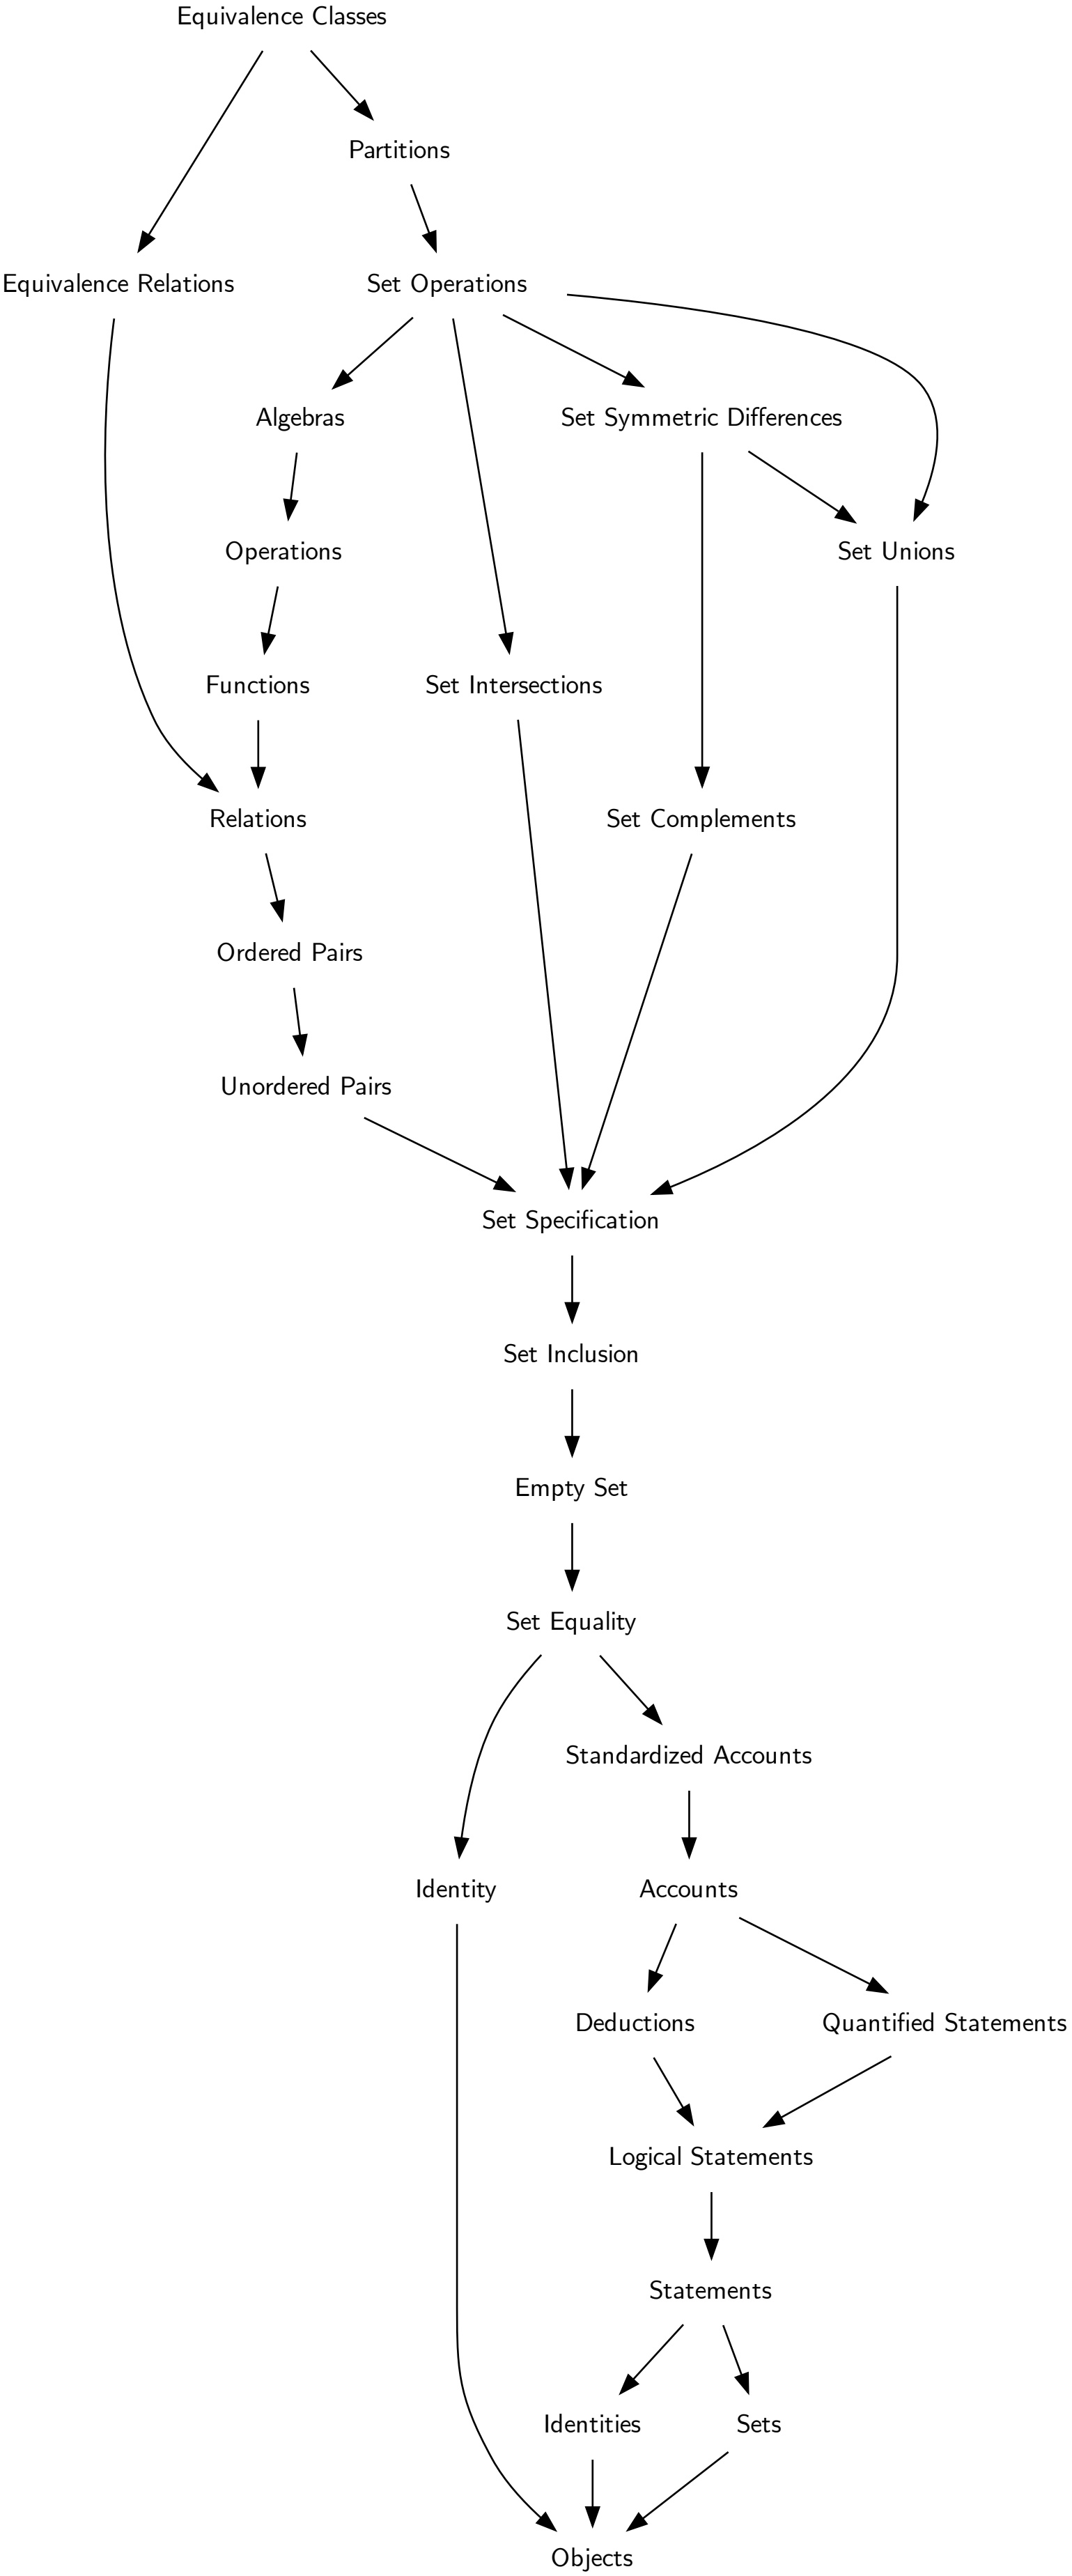 Equivalence Classes
Partitions
Equivalence Relations
Set Operations
Algebras
Set Symmetric Differences
Operations
Set Unions
Functions
Set Intersections
Relations
Set Complements
Ordered Pairs
Unordered Pairs
Set Specification
Set Inclusion
Empty Set
Set Equality
Standardized Accounts
Identity
Accounts
Deductions
Quantified Statements
Logical Statements
Statements
Identities
Sets
Objects